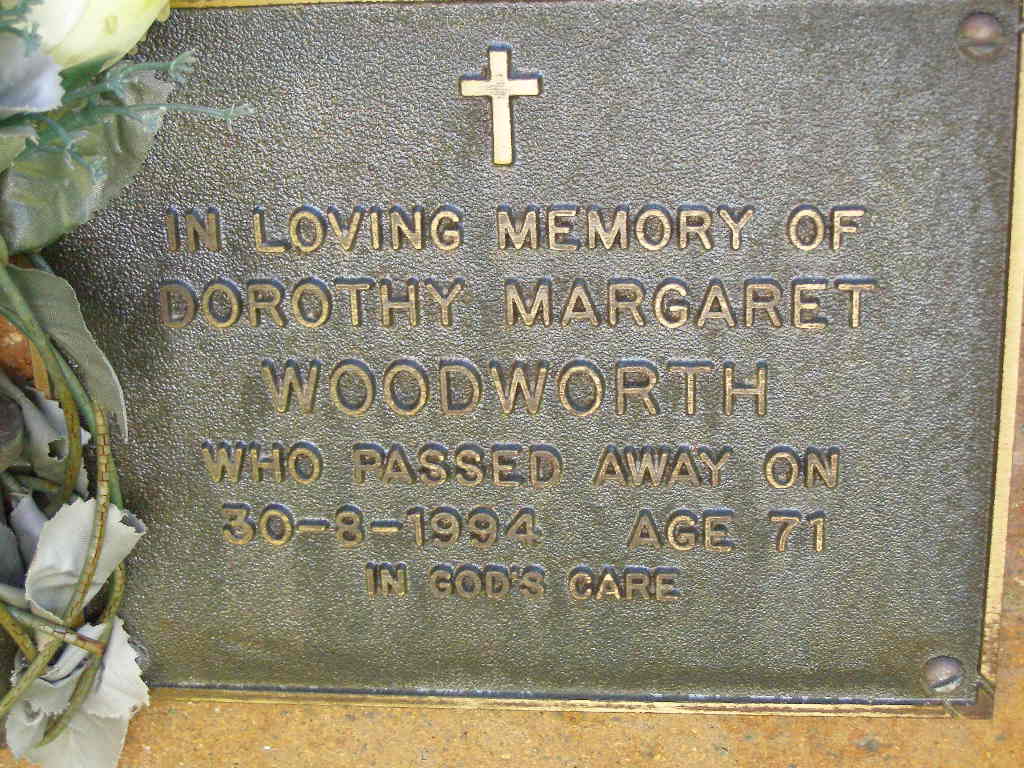 IN LOVING MEMORY OF
DOROTHY MARGARET
WOODWORTH
WHO PASSED AWAY ON
30-8-1994 AGE 71
IN GOD'S CARE